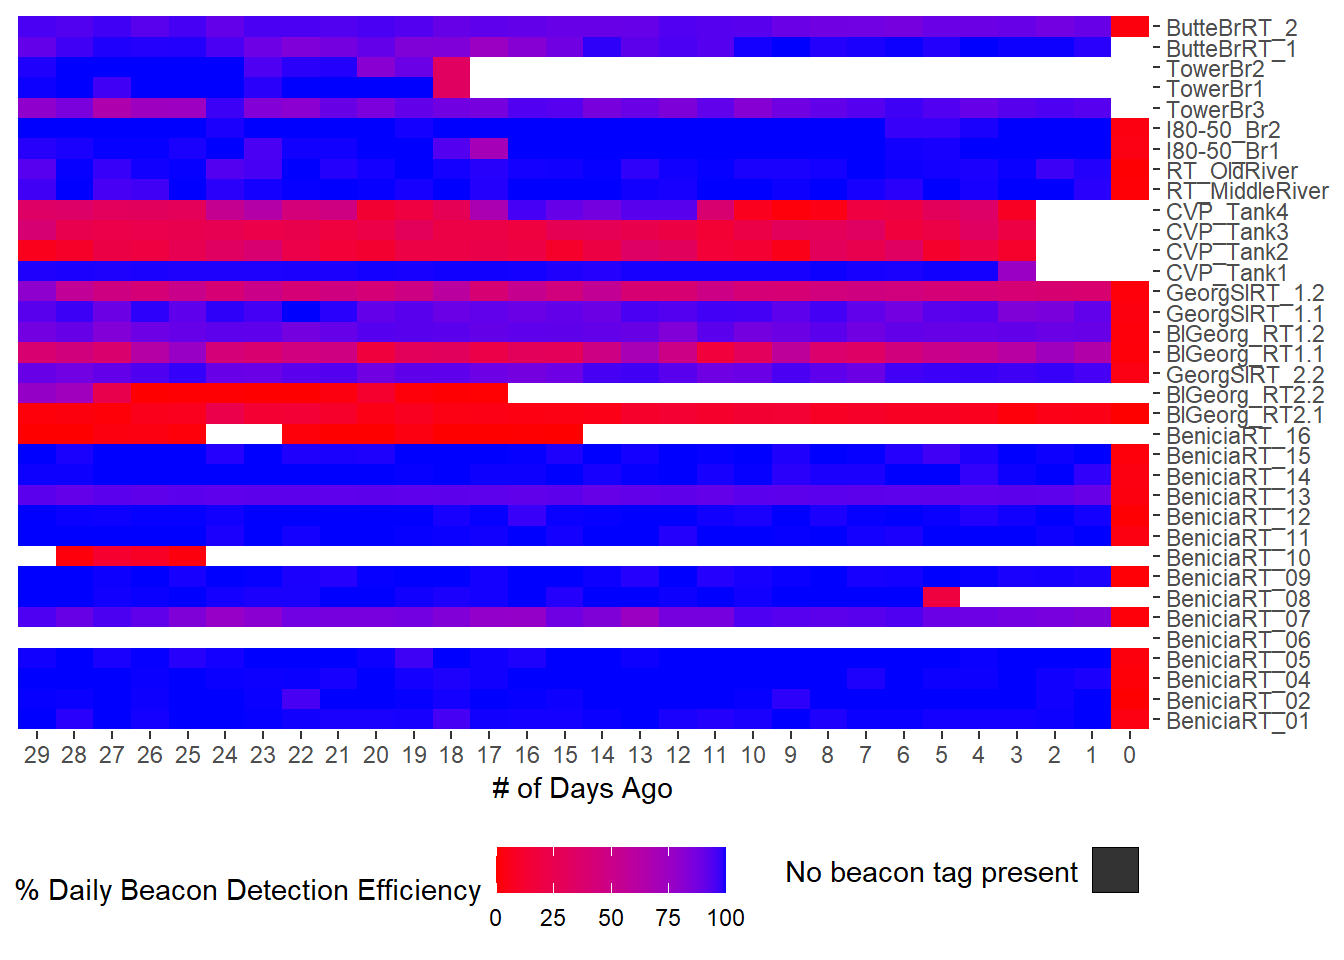 ButteBrRT_2
ButteBrRT_1
TowerBr2
TowerBr1
TowerBr3
I80-50_Br2
I80-50_Br1
RT_OldRiver
RT_MiddleRiver
CVP_Tank4
CVP_Tank3
CVP_Tank2
CVP_Tank1
GeorgSlRT_1.2
GeorgSlRT_1.1
BlGeorg_RT1.2
BlGeorg_RT1.1
GeorgSlRT_2.2
BlGeorg_RT2.2
BlGeorg_RT2.1
BeniciaRT_16
BeniciaRT_15
BeniciaRT_14
BeniciaRT_13
BeniciaRT_12
BeniciaRT_11
BeniciaRT_10
BeniciaRT_09
BeniciaRT_08
BeniciaRT_07
BeniciaRT_06
BeniciaRT_05
BeniciaRT_04
BeniciaRT_02
BeniciaRT_01
29 28 27 26 25 24 23 22 21 20 19 18 17 16 15 14 13 12 11 10 9 8 7 6 5 4 3 2 1 0
# of Days Ago
% Daily Beacon Detection Efficiency
0 25 50 75 100
No beacon tag present